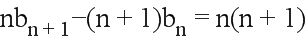 nb_{n+1}–(n + 1)b_n = n(n + 1)